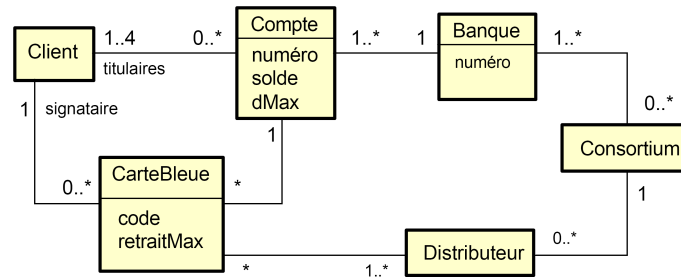 Compte
Banque
Client
1..4
0..*
1..*
1
1..*
titulaires
numéro
solde
dMax
numéro
1
signataire
0..*
1
Consortium
CarteBleue
0..*
*
1
code
retraitMax
Distributeur
0..*
*
1..*